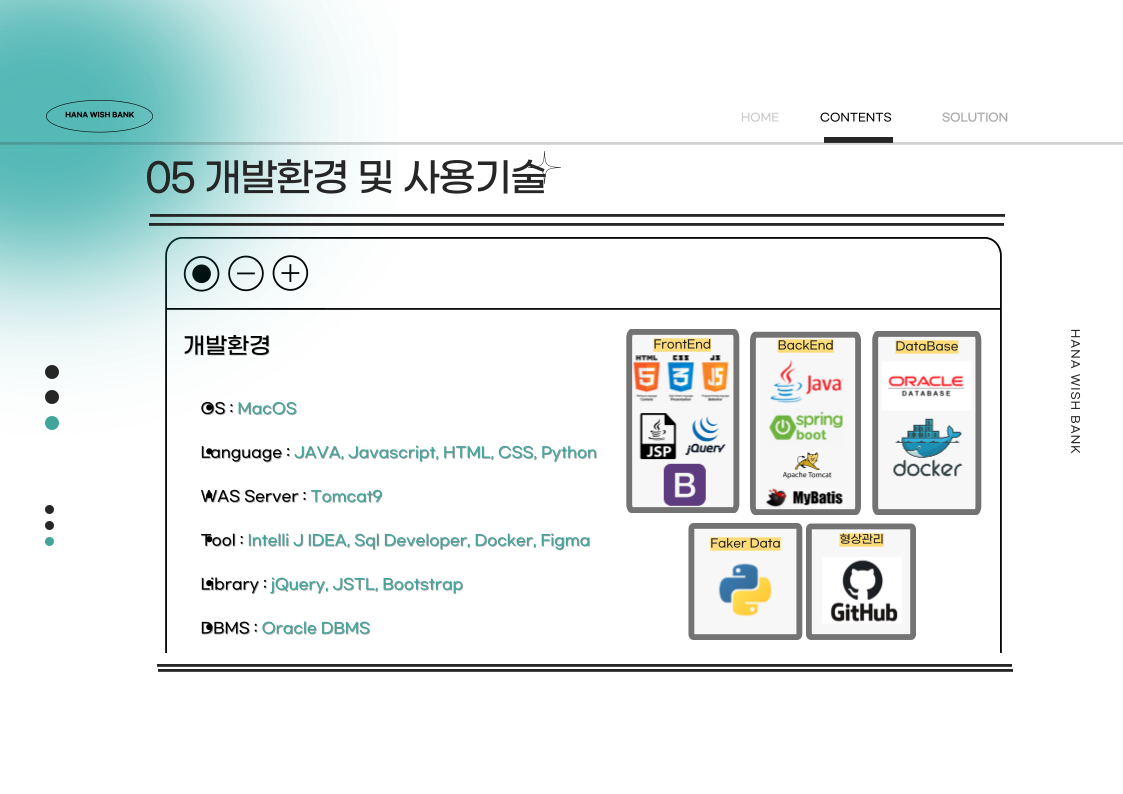 HANA WISH BANK
HOME CONTENTS SOLUTION
05 개발환경 및 사용기술
개발환경
OS : MacOS
Language : JAVA, Javascript, HTML, CSS, Python
WAS Server : Tomcat9
Tool : Intelli J IDEA, Sql Developer, Docker, Figma
Library : jQuery, JSTL, Bootstrap
DBMS : Oracle DBMS
FrontEnd
HTML CSS JS
5 3 5
JSP jQuery
B
BackEnd
Java
spring
boot
Apache Tomcat
MyBatis
DataBase
ORACLE
DATABASE
docker
Faker Data
형상관리
GitHub
HANA WISH BANK